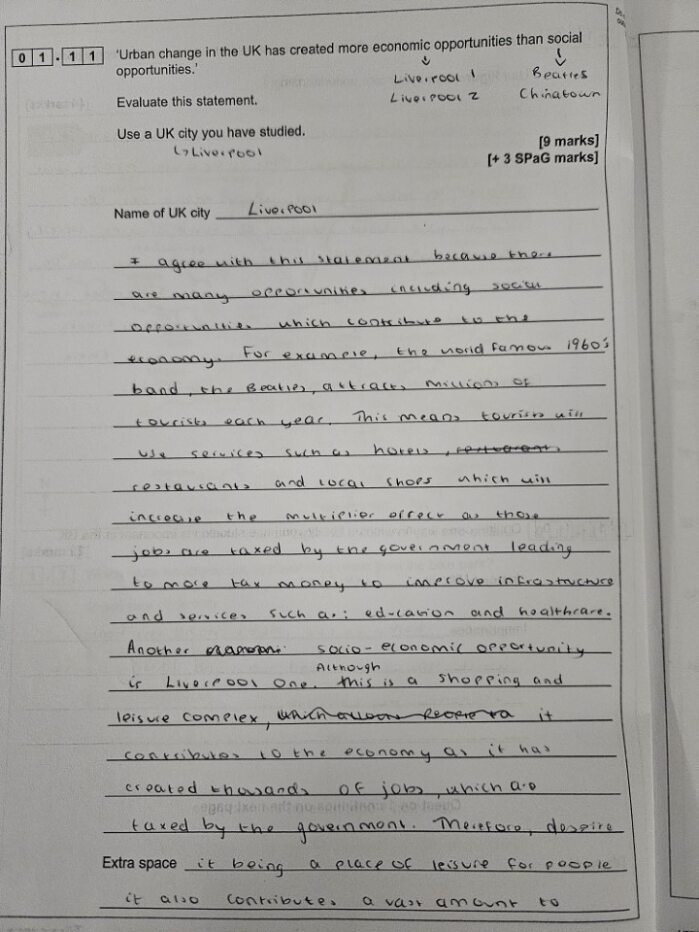 01.11 'Urban change in the UK has created more economic opportunities than social
opportunities.'
Liverpool 1 Beatles
Evaluate this statement. Liverpool 2 Chinatown
Use a UK city you have studied.
↳ Liverpool [9 marks]
[+ 3 SPaG marks]
Name of UK city Liverpool
I agree with this statement because there
are many opportunities including social
opportunities which contribute to the
economy. For example, the world famous 1960's
band, the Beatles, attracts millions of
tourists each year. This means tourists will
use services such as hotels, restaurants
restaurants and local shops which will
increase the multiplier effect as those
jobs are taxed by the government leading
to more tax money to improve infrastructure
and services such as: education and healthcare.
Another socio-economic opportunity
is Liverpool One. Although this is a shopping and
leisure complex, which allows people to it
contributes to the economy as it has
created thousands of jobs, which are
taxed by the government. Therefore, despite
Extra space it being a place of leisure for people
it also contributes a vast amount to